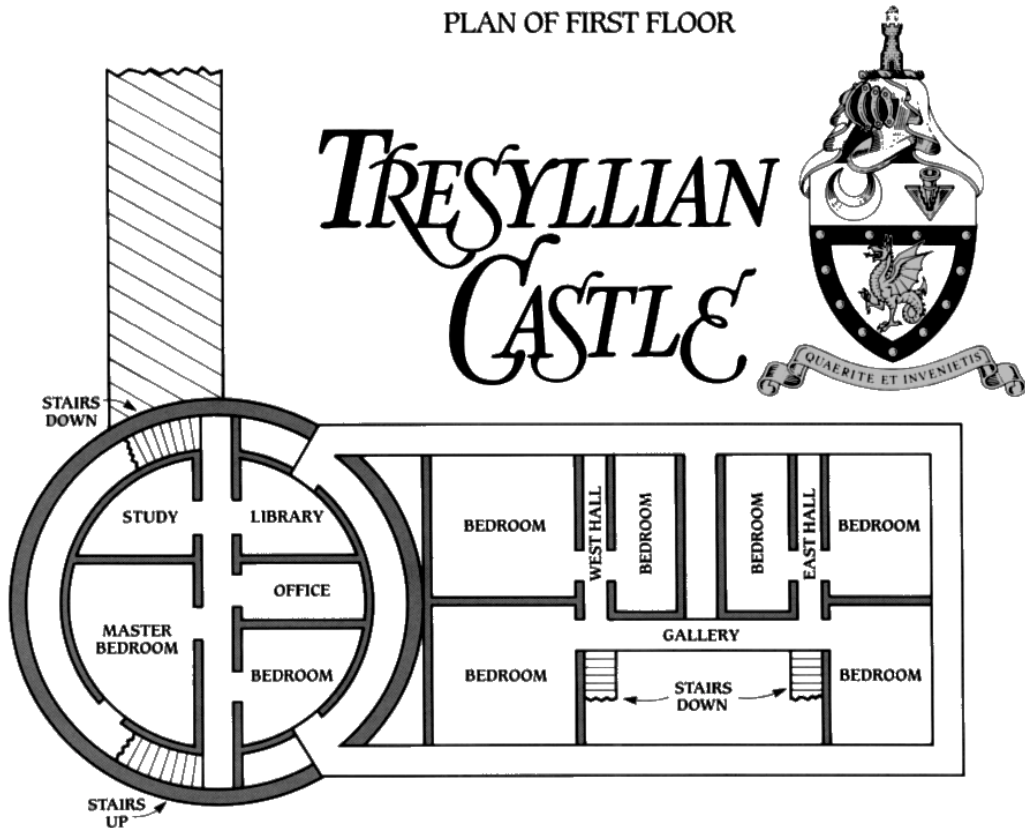 PLAN OF FIRST FLOOR
TRESYLLIAN
CASTLE
QUAERITE ET INVENIETIS
STAIRS
DOWN
STUDY
LIBRARY
OFFICE
MASTER
BEDROOM
BEDROOM
STAIRS
UP
BEDROOM
WEST HALL
BEDROOM
BEDROOM
EAST HALL
BEDROOM
GALLERY
BEDROOM
STAIRS
DOWN
BEDROOM